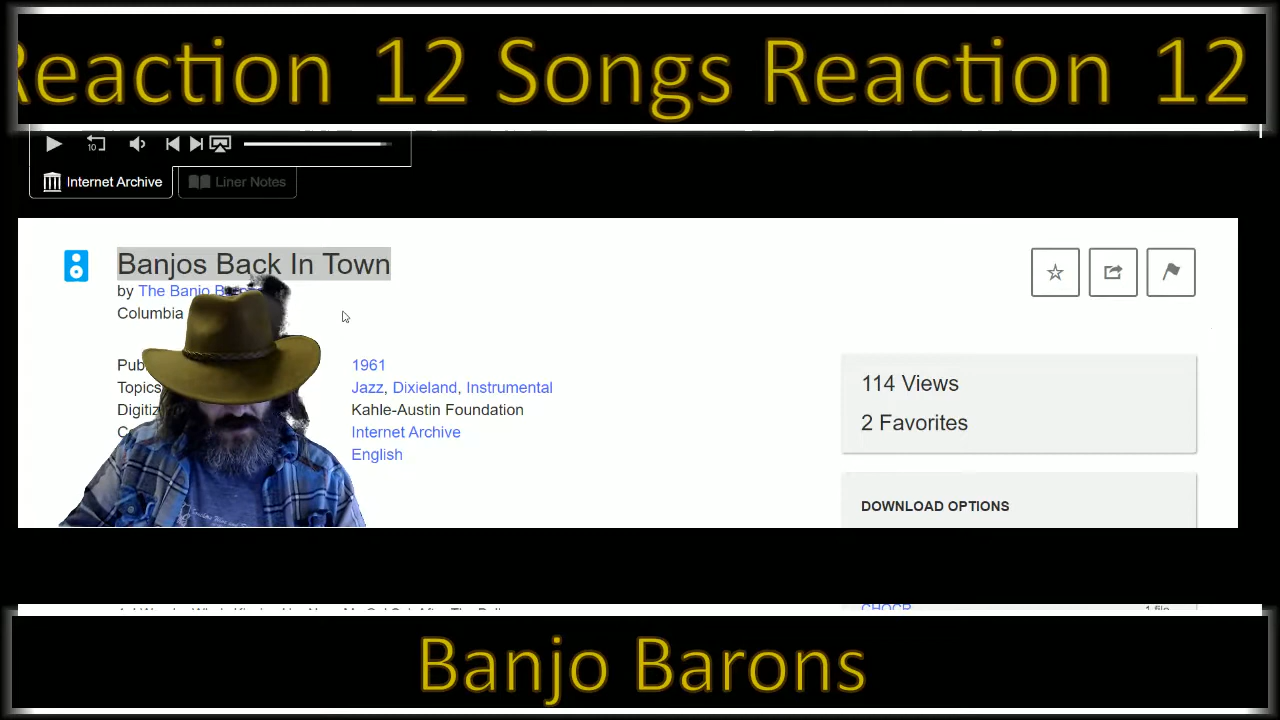 Reaction 12 Songs Reaction 12
10
Internet Archive
Liner Notes
Banjos Back In Town
by The Banjo
Columbia
1961
Topics Jazz, Dixieland, Instrumental
Kahle-Austin Foundation
Internet Archive
English
114 Views
2 Favorites
DOWNLOAD OPTIONS
Banjo Barons